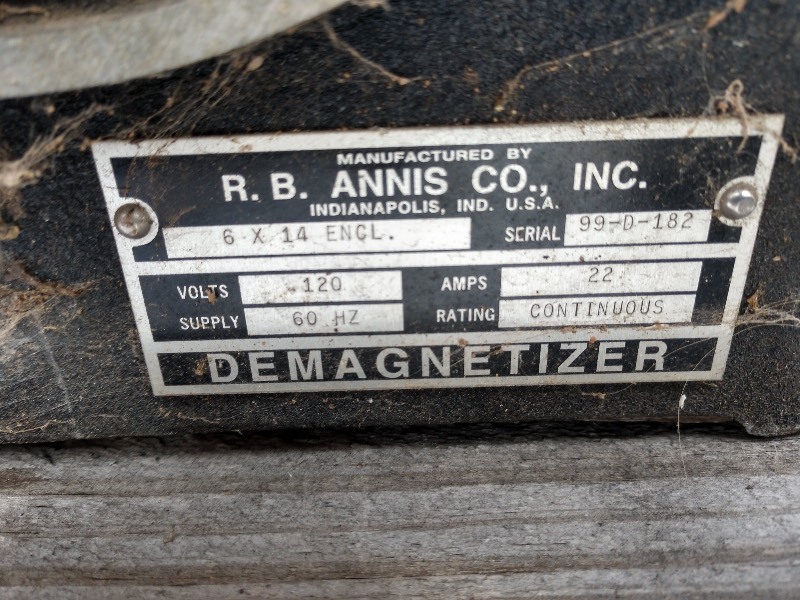 MANUFACTURED BY
R. B. ANNIS CO., INC.
INDIANAPOLIS, IND. U.S.A.
6 X 14 ENCL. SERIAL 99-D-182
VOLTS 120 AMPS 22
SUPPLY 60 HZ RATING CONTINUOUS
DEMAGNETIZER